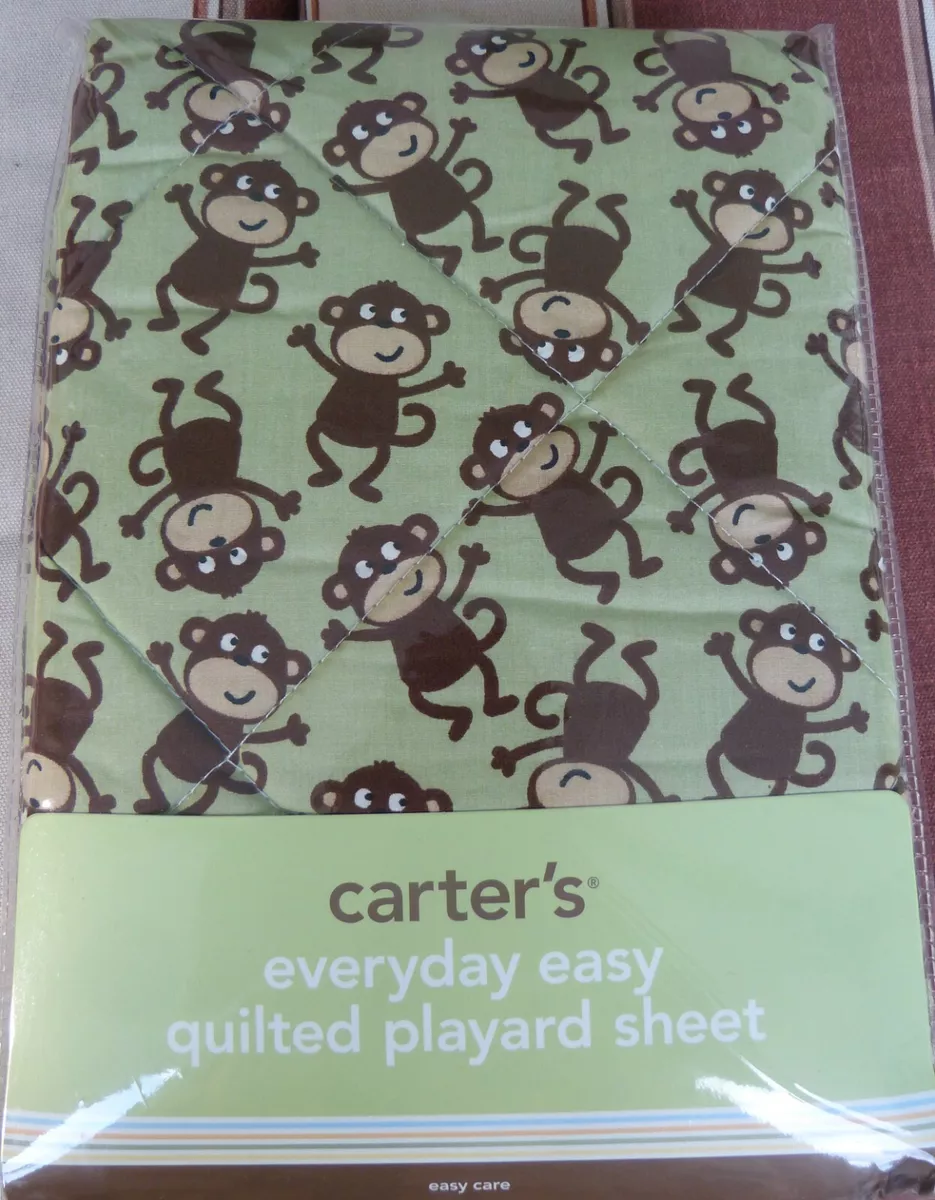 carter's®
everyday easy
quilted playard sheet
easy care